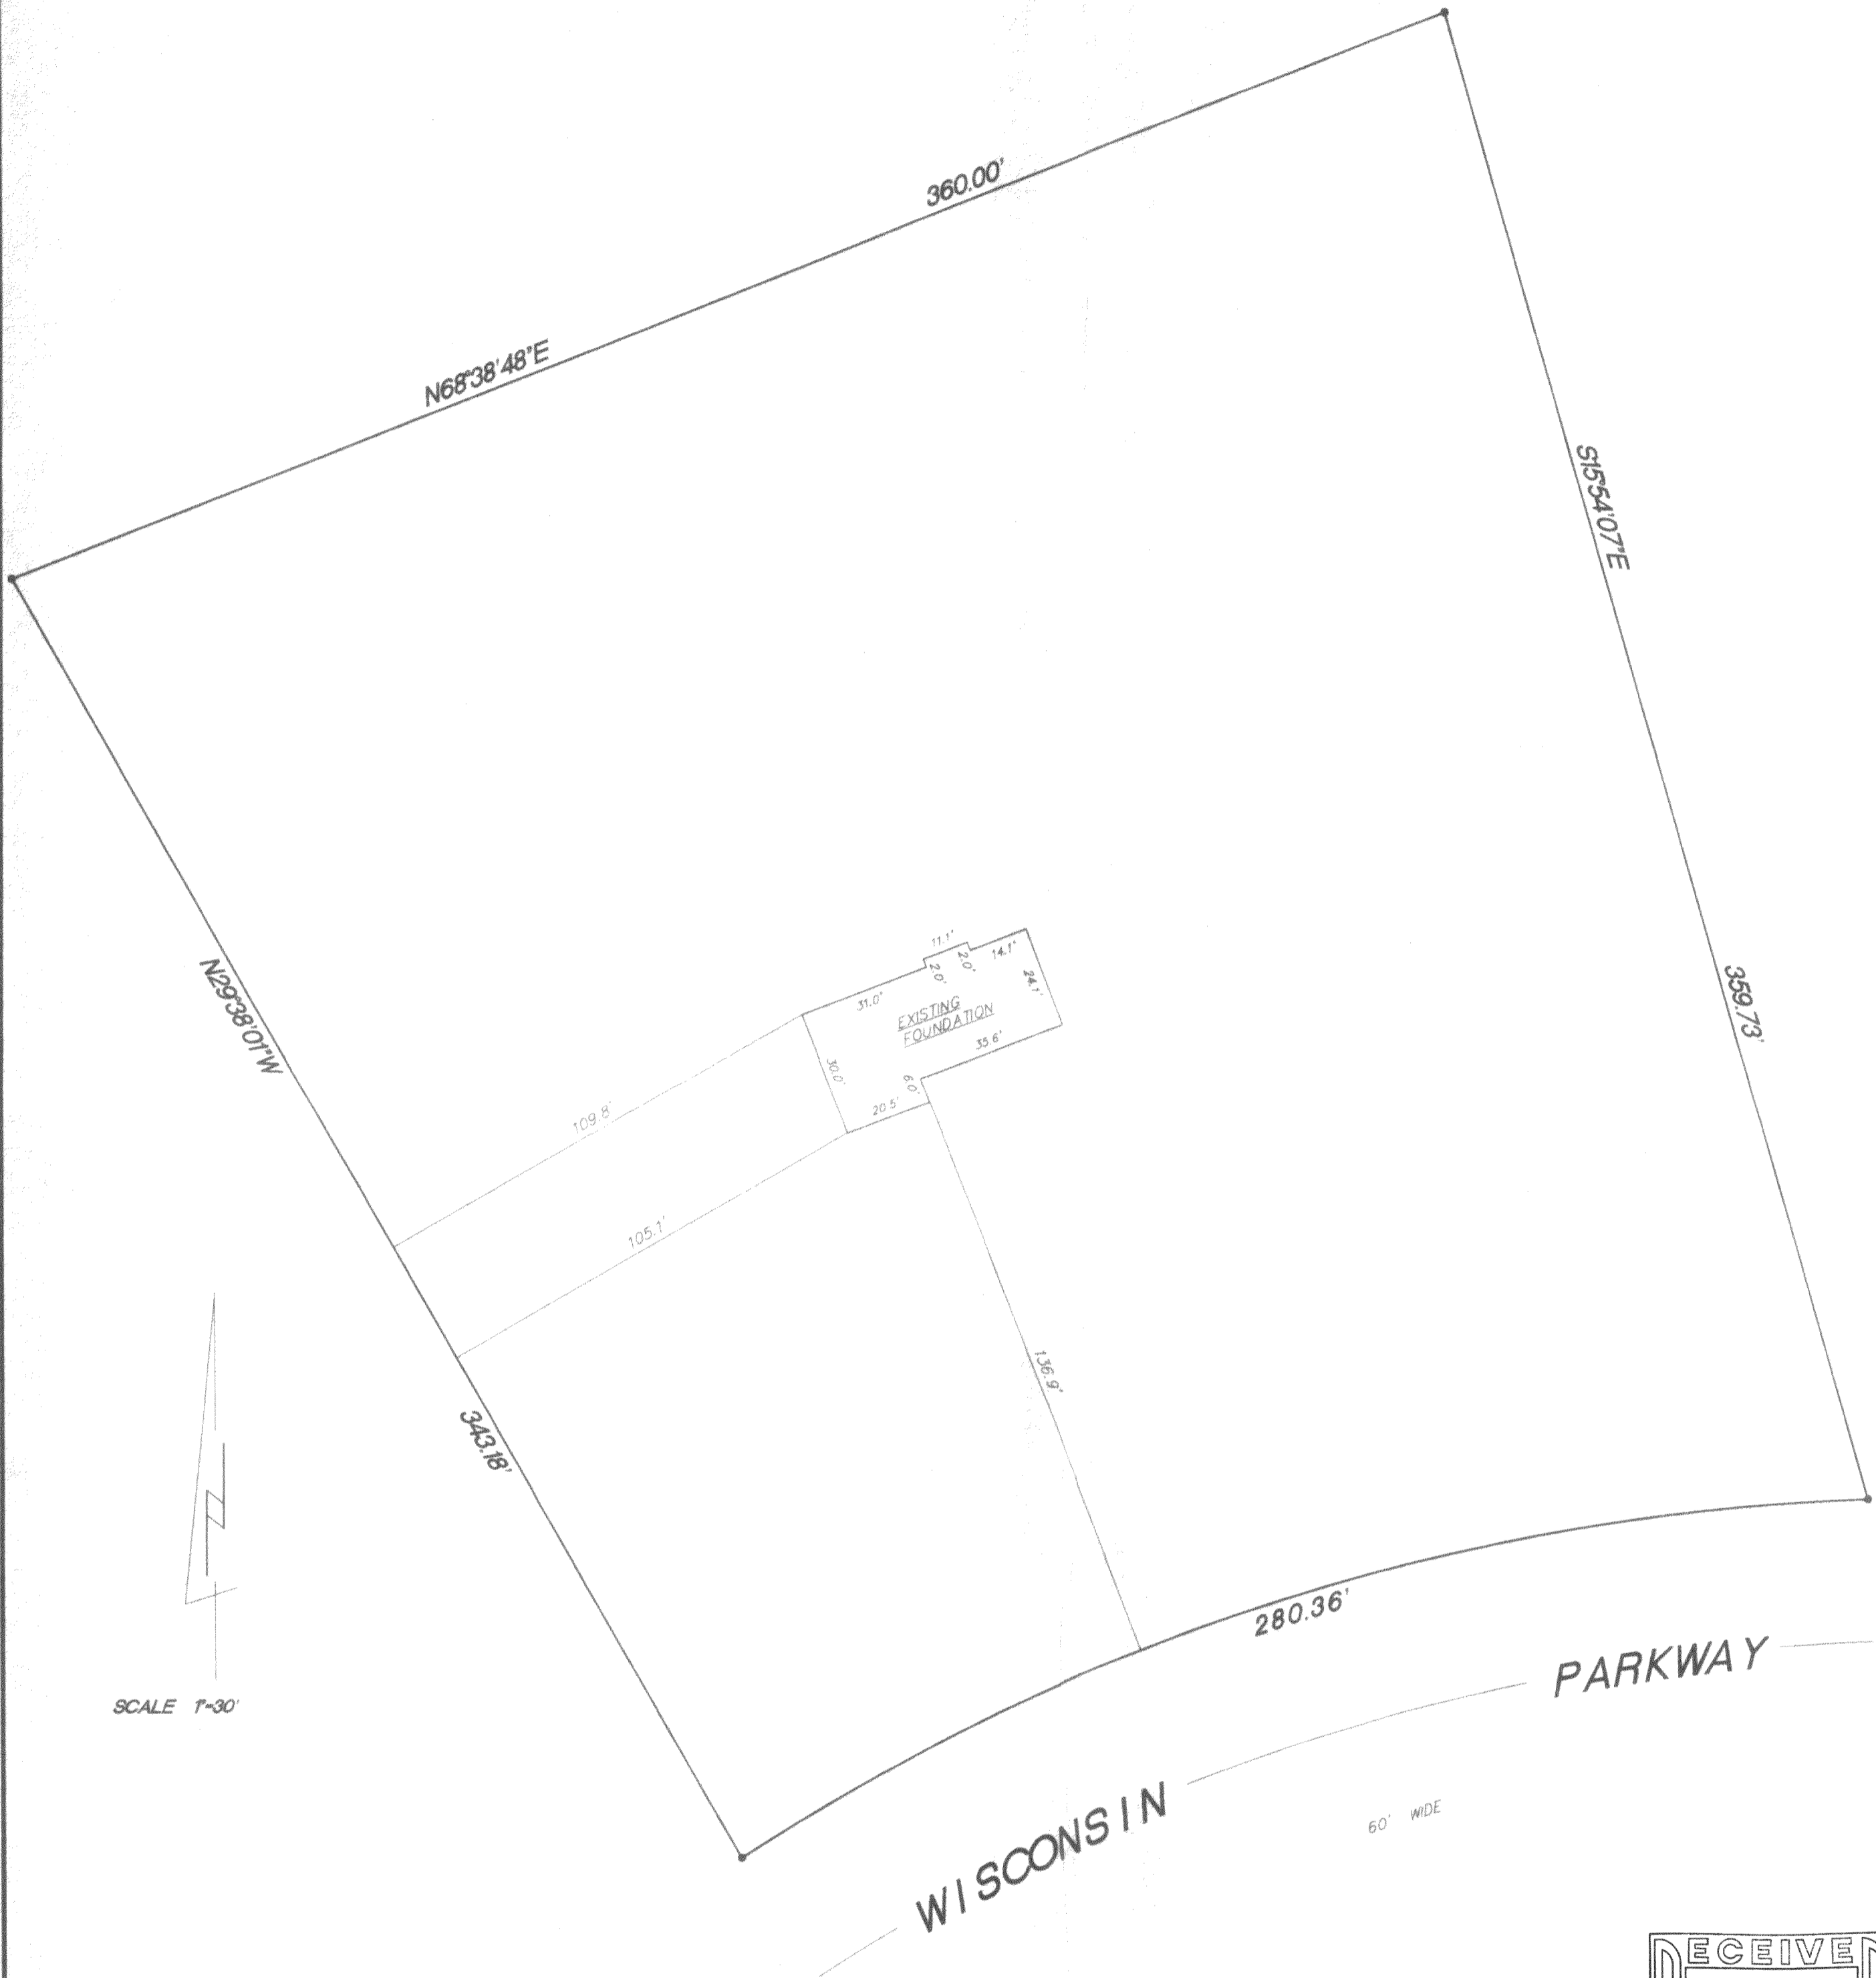 360.00'
N68°38'48"E
S15°54'07"E
N29°38'01"W
359.73'
11.1'
2.0'
2.0'
14.1'
24.1'
31.0'
EXISTING
FOUNDATION
35.6'
30.0'
6.0'
20.5'
109.8'
105.1'
136.9'
343.18'
280.36'
SCALE 1"=30'
WISCONSIN PARKWAY
60' WIDE
RECEIVED